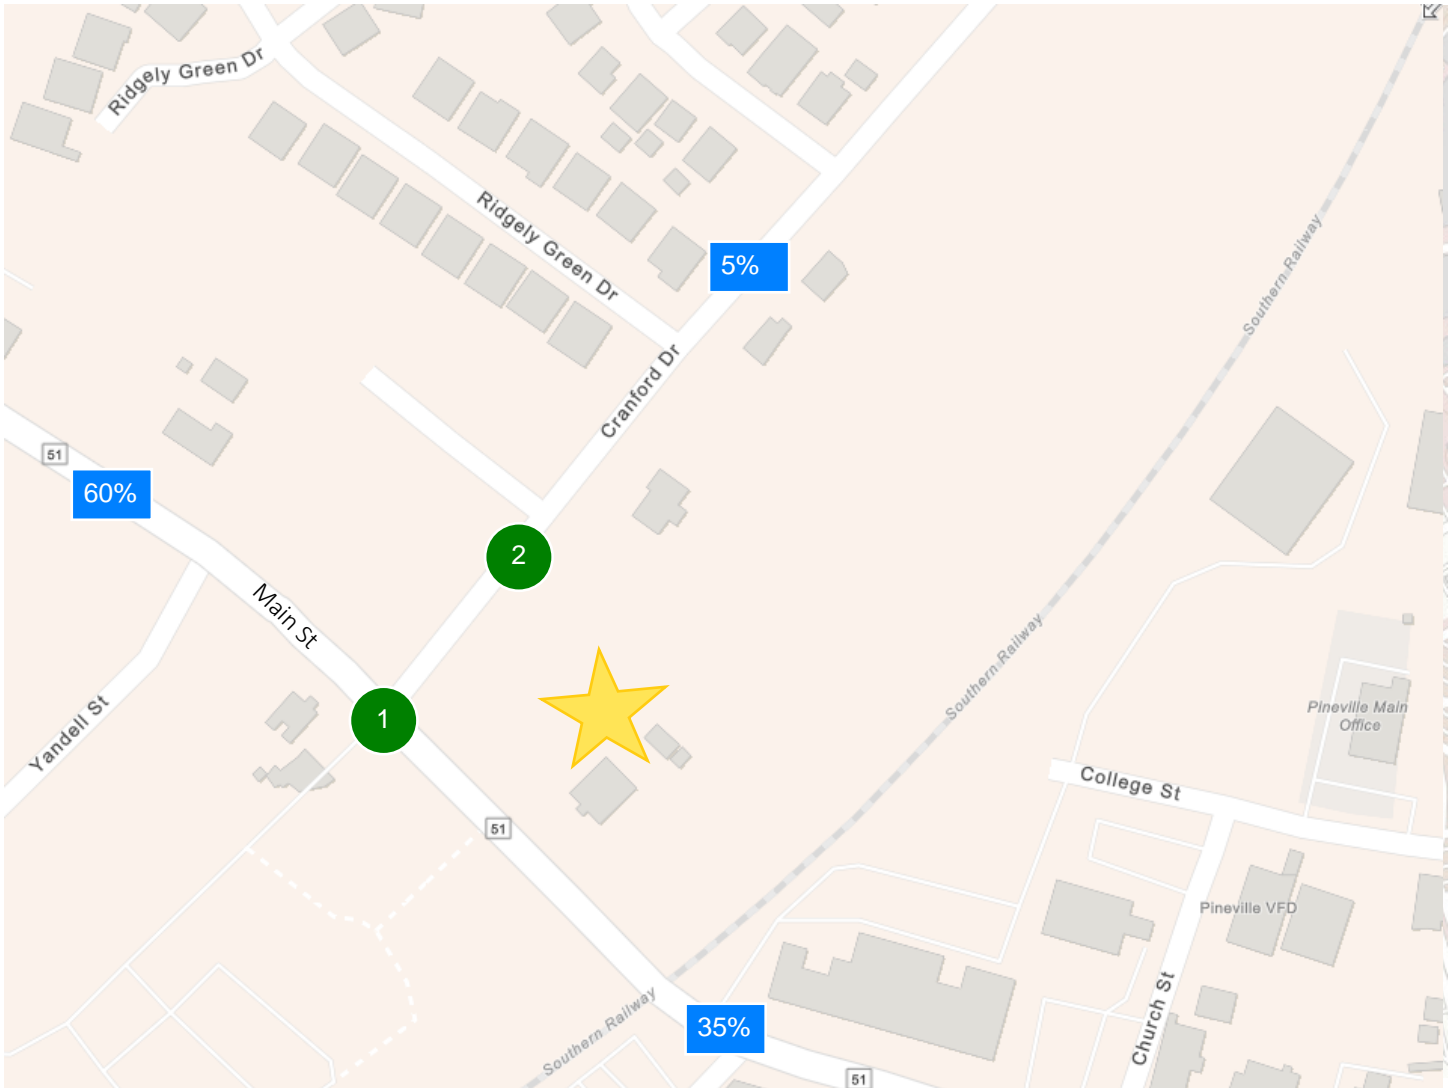 Ridgely Green Dr
Ridgely Green Dr
5%
Southern Railway
Cranford Dr
51
60%
2
Main St
1
Yandell St
Southern Railway
Pineville Main
Office
College St
51
Pineville VFD
Southern Railway
35%
Church St
51